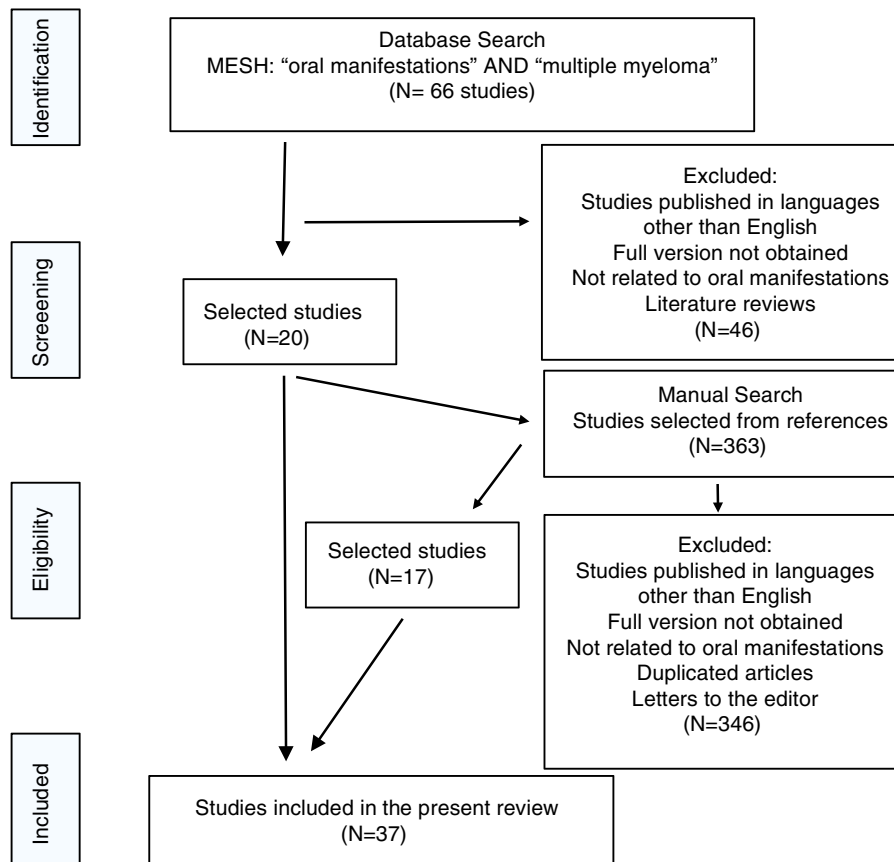 Identification
Database Search
MESH: “oral manifestations” AND “multiple myeloma”
(N= 66 studies)
Excluded:
Studies published in languages
other than English
Full version not obtained
Not related to oral manifestations
Literature reviews
(N=46)
Screeening
Selected studies
(N=20)
Manual Search
Studies selected from references
(N=363)
Eligibility
Selected studies
(N=17)
Excluded:
Studies published in languages
other than English
Full version not obtained
Not related to oral manifestations
Duplicated articles
Letters to the editor
(N=346)
Included
Studies included in the present review
(N=37)